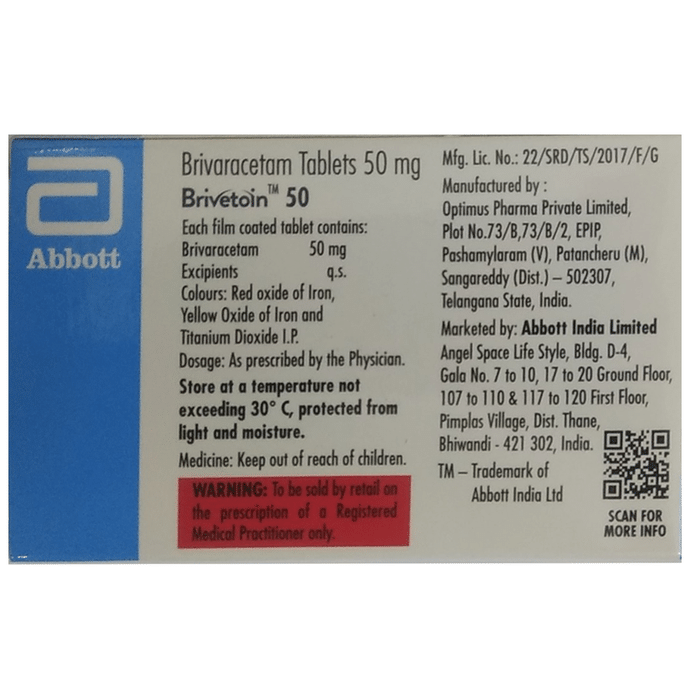 Abbott
Brivaracetam Tablets 50 mg
Brivetoin™ 50
Each film coated tablet contains:
Brivaracetam 50 mg
Excipients q.s.
Colours: Red oxide of Iron,
Yellow Oxide of Iron and
Titanium Dioxide I.P.
Dosage: As prescribed by the Physician.
Store at a temperature not
exceeding 30° C, protected from
light and moisture.
Medicine: Keep out of reach of children.
WARNING: To be sold by retail on
the prescription of a Registered
Medical Practitioner only.
Mfg. Lic. No.: 22/SRD/TS/2017/F/G
Manufactured by :
Optimus Pharma Private Limited,
Plot No.73/B,73/B/2, EPIP,
Pashamylaram (V), Patancheru (M),
Sangareddy (Dist.) – 502307,
Telangana State, India.
Marketed by: Abbott India Limited
Angel Space Life Style, Bldg. D-4,
Gala No. 7 to 10, 17 to 20 Ground Floor,
107 to 110 & 117 to 120 First Floor,
Pimplas Village, Dist. Thane,
Bhiwandi - 421 302, India.
TM – Trademark of
Abbott India Ltd
SCAN FOR
MORE INFO